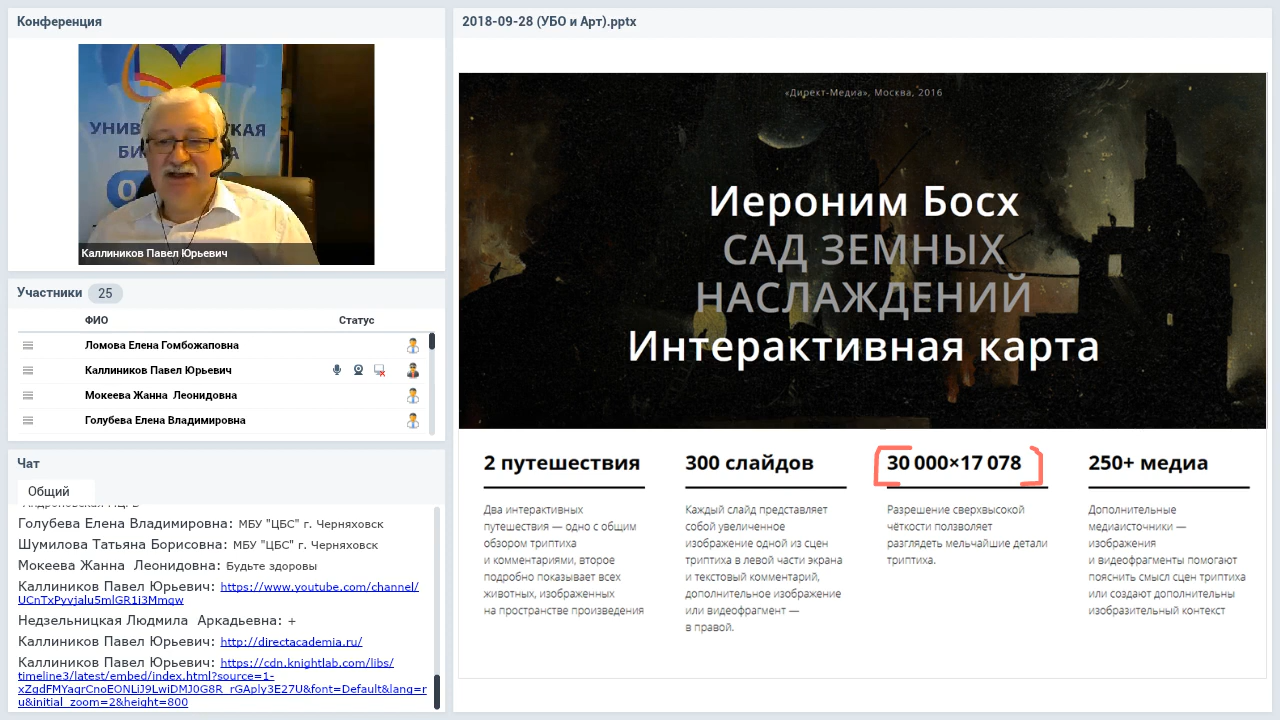 Конференция
УНИВ
СКАЯ
БИ
А
Каллиников Павел Юрьевич
Участники 25
ФИО Статус
Ломова Елена Гомбожаповна
Каллиников Павел Юрьевич
Мокеева Жанна Леонидовна
Голубева Елена Владимировна
Чат
Общий
Голубева Елена Владимировна: МБУ "ЦБС" г. Черняховск
Шумилова Татьяна Борисовна: МБУ "ЦБС" г. Черняховск
Мокеева Жанна Леонидовна: Будьте здоровы
Каллиников Павел Юрьевич: https://www.youtube.com/channel/
UCnTxPyvjalu5mlGR1i3Mmqw
Недзельницкая Людмила Аркадьевна: +
Каллиников Павел Юрьевич: http://directacademia.ru/
Каллиников Павел Юрьевич: https://cdn.knightlab.com/libs/
timeline3/latest/embed/index.html?source=1-
xZgdFMYaqrCnoEONLiJ9LwiDMJ0G8R_rGAply3E27U&font=Default&lang=r
u&initial_zoom=2&height=800
2018-09-28 (УБО и Арт).pptx
«Директ-Медиа», Москва, 2016
Иероним Босх
САД ЗЕМНЫХ
НАСЛАЖДЕНИЙ
Интерактивная карта
2 путешествия
Два интерактивных
путешествия — одно с общим
обзором триптиха
и комментариями, второе
подробно показывает всех
животных, изображенных
на пространстве произведения
300 слайдов
Каждый слайд представляет
собой увеличенное
изображение одной из сцен
триптиха в левой части экрана
и текстовый комментарий,
дополнительное изображение
или видеофрагмент —
в правой.
30 000×17 078
Разрешение сверхвысокой
чёткости ползволяет
разглядеть мельчайшие детали
триптиха.
250+ медиа
Дополнительные
медиаисточники —
изображения
и видеофрагменты помогают
пояснить смысл сцен триптиха
или создают дополнительны
изобразительный контекст